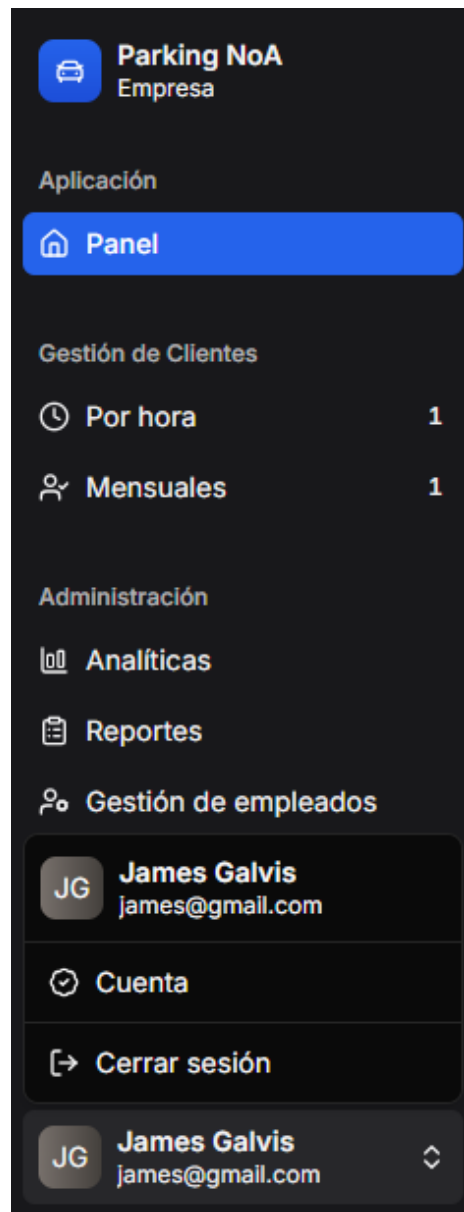 Parking NoA
Empresa
Aplicación
Panel
Gestión de Clientes
Por hora 1
Mensuales 1
Administración
Analíticas
Reportes
Gestión de empleados
JG James Galvis
james@gmail.com
Cuenta
Cerrar sesión
JG James Galvis
james@gmail.com